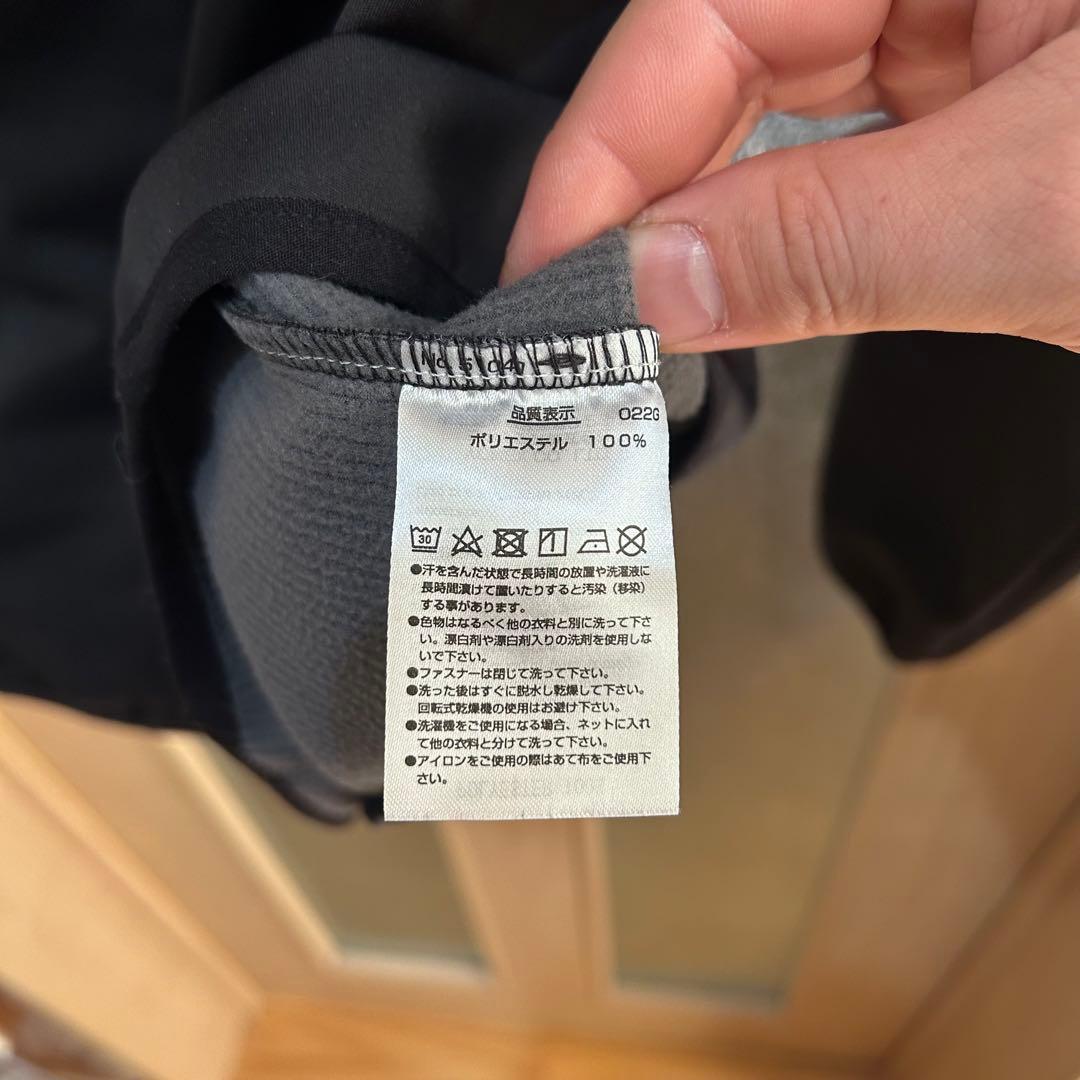 品質表示 022G
ポリエステル 100%
30
●汗を含んだ状態で長時間の放置や洗濯液に
長時間漬けて置いたりすると汚染（移染）
する事があります。
●色物はなるべく他の衣料と別に洗って下さ
い。漂白剤や漂白剤入りの洗剤を使用しな
いで下さい。
●ファスナーは閉じて洗って下さい。
●洗った後はすぐに脱水し乾燥して下さい。
回転式乾燥機の使用はお避け下さい。
●洗濯機をご使用になる場合、ネットに入れ
て他の衣料と分けて洗って下さい。
●アイロンをご使用の際はあて布をご使用下
さい。